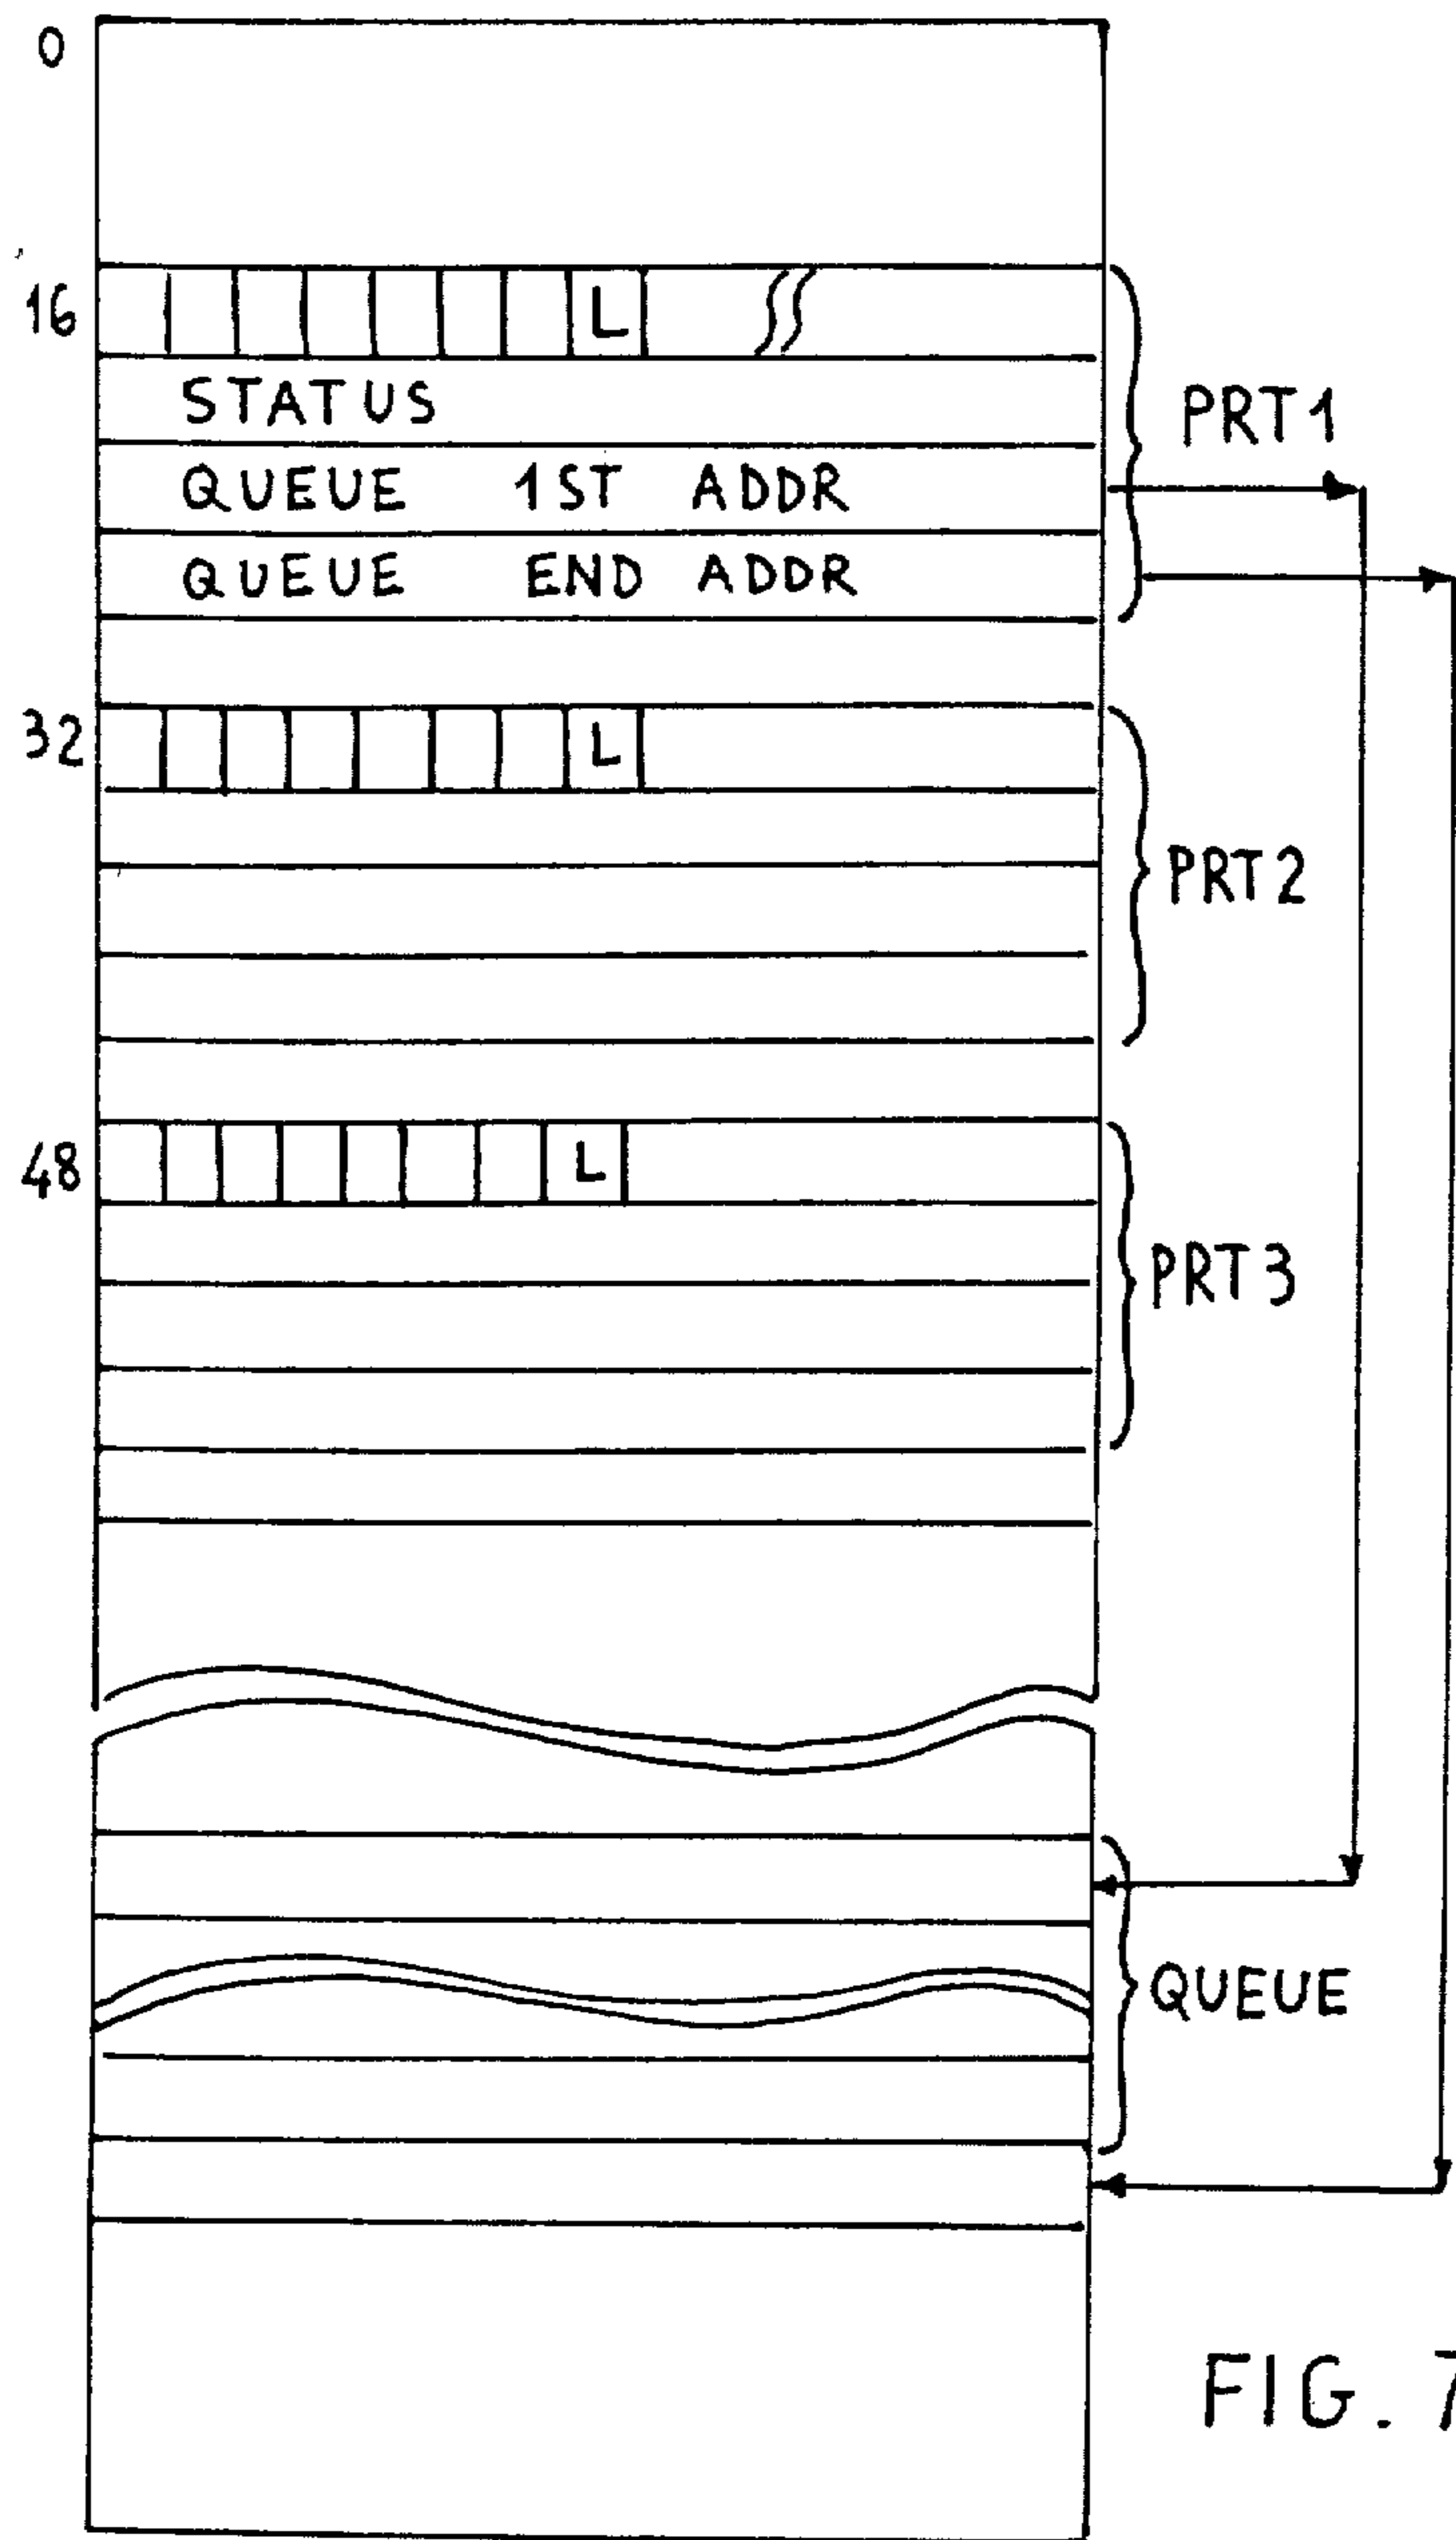 0
16 L
STATUS
PRT1
QUEUE 1ST ADDR
QUEUE END ADDR
32 L
PRT2
48 L
PRT3
QUEUE
FIG. 7